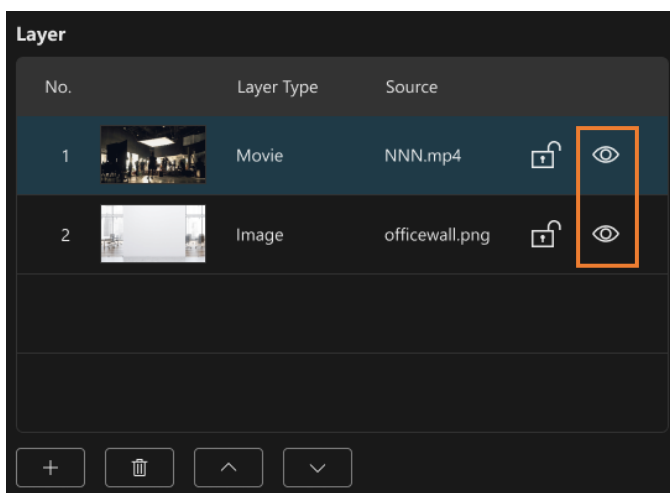 Layer
No. Layer Type Source
1 Movie NNN.mp4
2 Image officewall.png